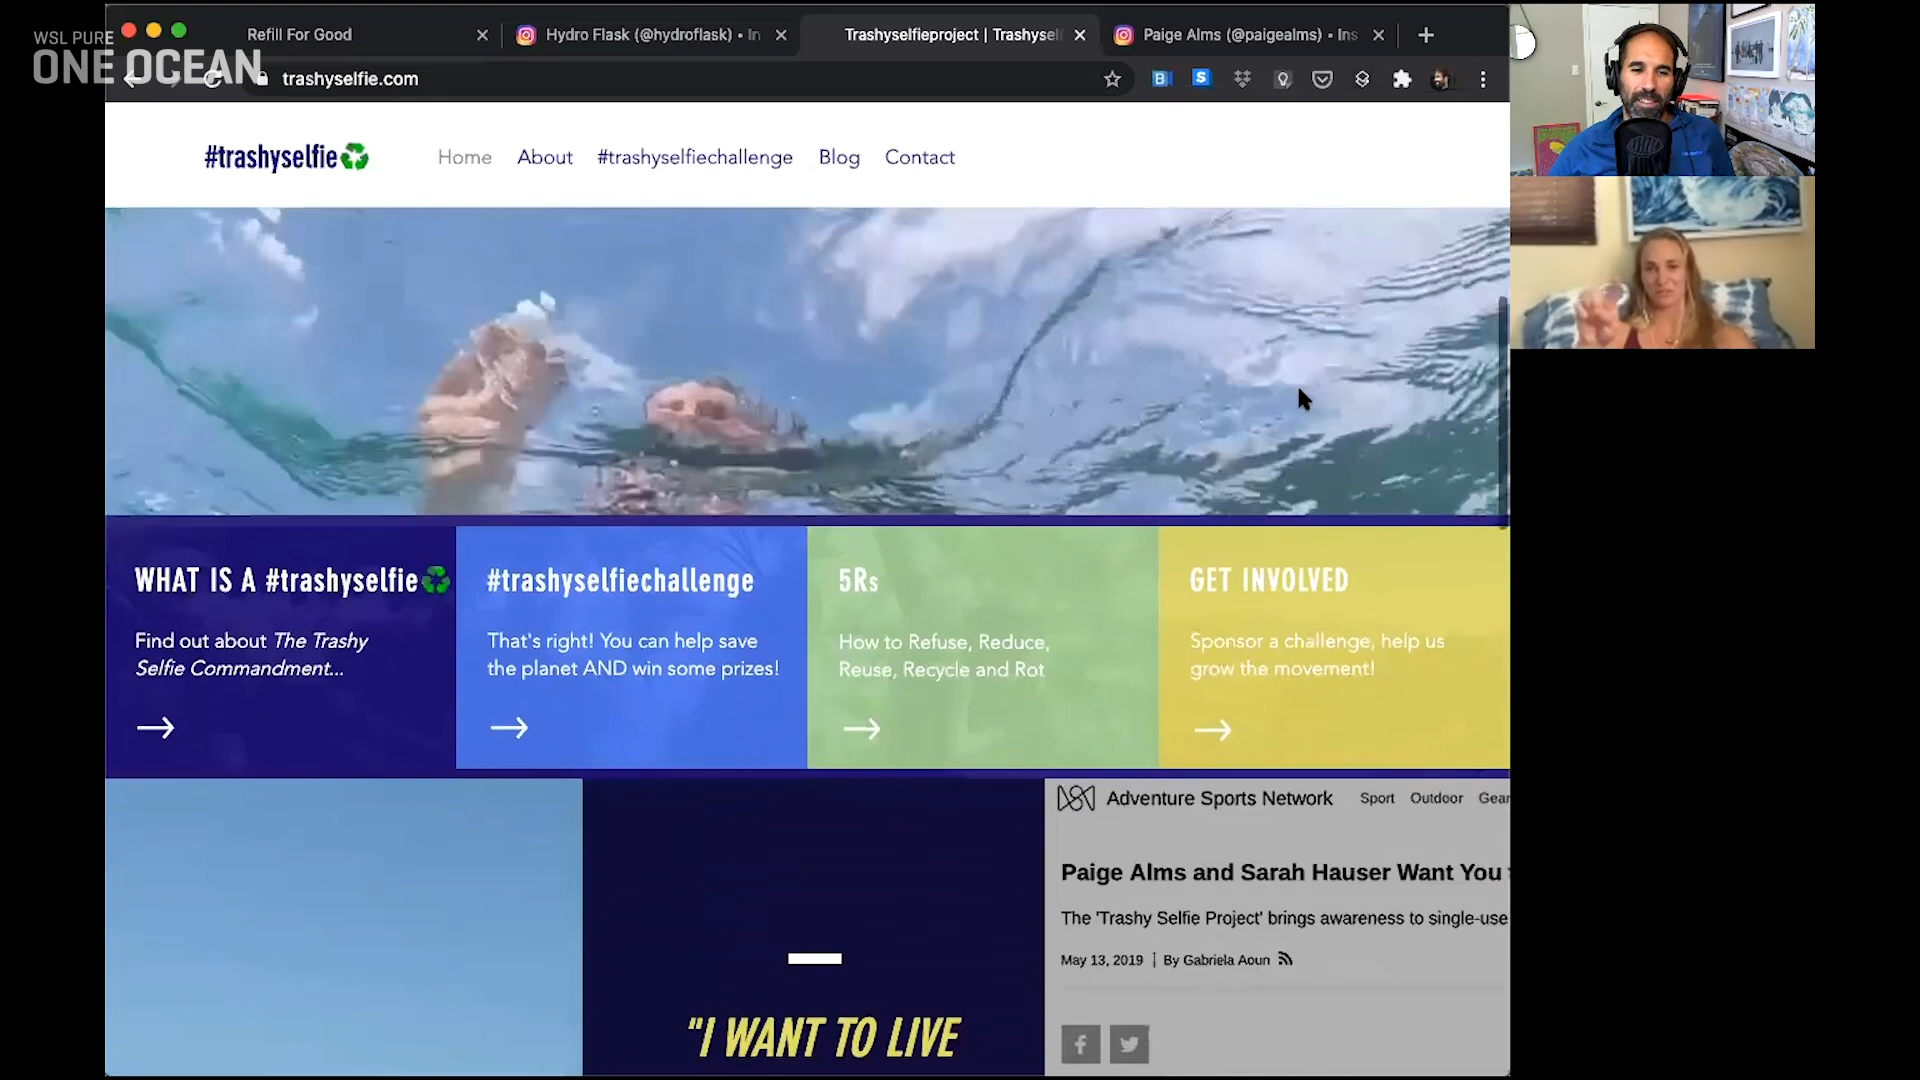 WSL PURE
ONE OCEAN
Refill For Good
Hydro Flask (@hydroflask) • In
Trashyselfieproject | Trashysel
Paige Alms (@paigealms) • Ins
trashyselfie.com
#trashyselfie
Home
About
#trashyselfiechallenge
Blog
Contact
WHAT IS A #trashyselfie
Find out about The Trashy
Selfie Commandment...
#trashyselfiechallenge
That's right! You can help save
the planet AND win some prizes!
5Rs
How to Refuse, Reduce,
Reuse, Recycle and Rot
GET INVOLVED
Sponsor a challenge, help us
grow the movement!
"I WANT TO LIVE
Adventure Sports Network
Sport
Outdoor
Gear
Paige Alms and Sarah Hauser Want You
The 'Trashy Selfie Project' brings awareness to single-use
May 13, 2019 | By Gabriela Aoun